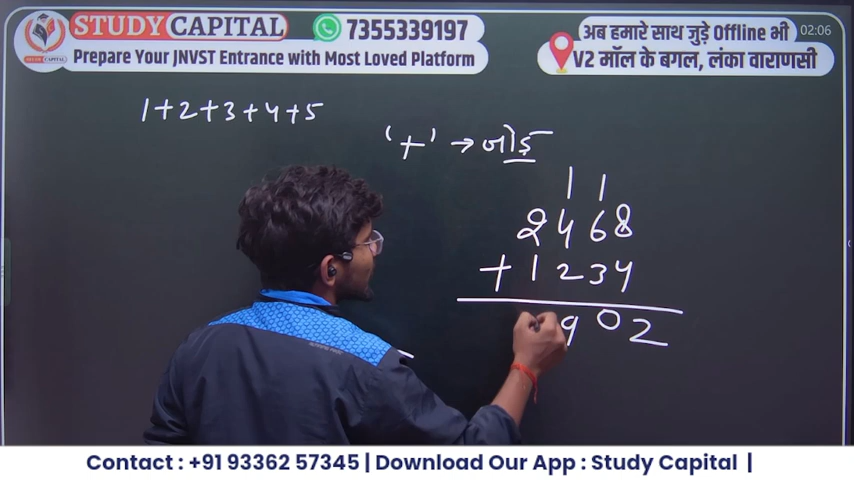 STUDY CAPITAL
7355339197
Prepare Your JNVST Entrance with Most Loved Platform
STUDY CAPITAL
अब हमारे साथ जुड़े Offline भी
V2 मॉल के बगल, लंका वाराणसी
02:06
1+2+3+4+5
'+' → जोड़
1 1
2468
+ 1234
902
Contact : +91 93362 57345 | Download Our App : Study Capital |